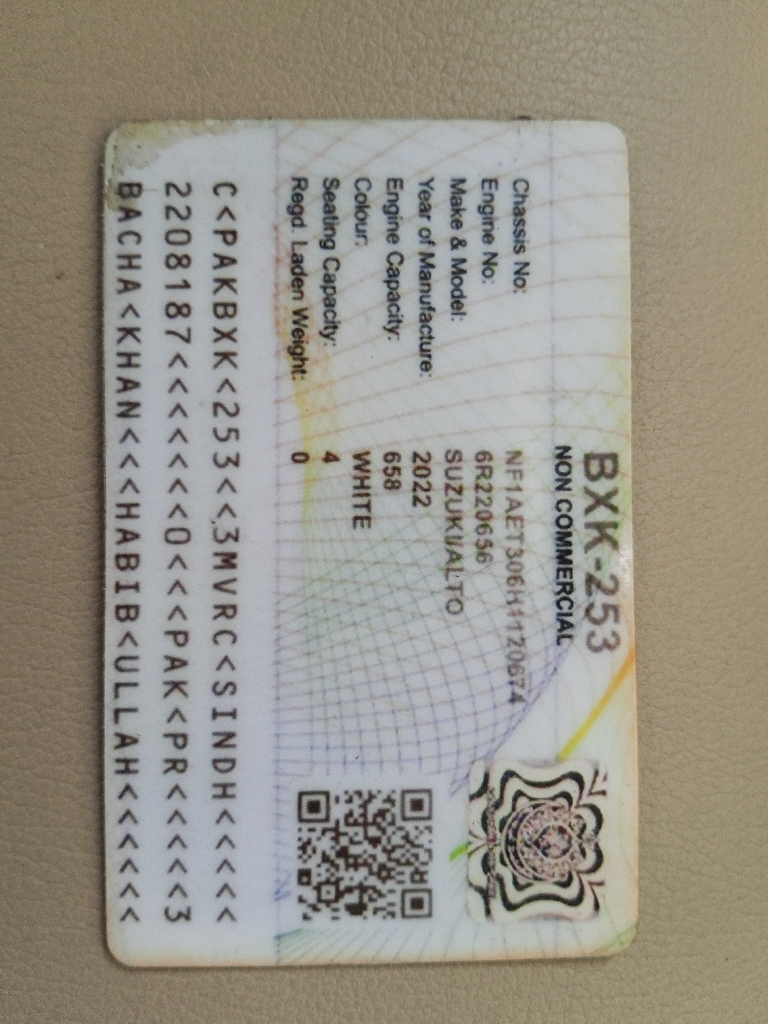 BXK-253
NON COMMERCIAL
Chassis No: NF1AET306H1120674
Engine No: 6R220656
Make & Model: SUZUKI/ALTO
Year of Manufacture: 2022
Engine Capacity: 658
Colour: WHITE
Seating Capacity: 4
Regd. Laden Weight: 0
C<PAKBXK<253<<3MVRC<SINDH<<<<<
2208187<<<<<<<0<<<PAK<PR<<<<<3
BACHA<KHAN<<<HABIB<ULLAH<<<<<<